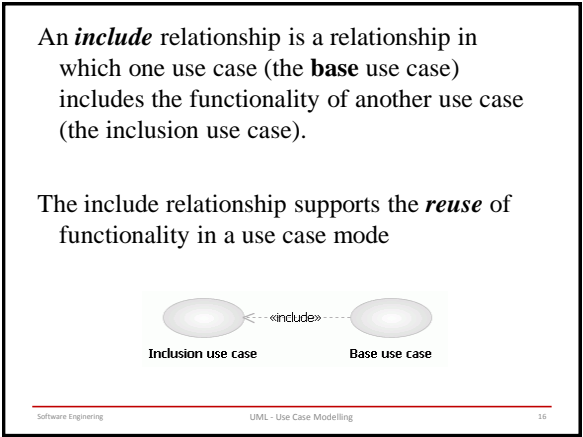 An include relationship is a relationship in
which one use case (the base use case)
includes the functionality of another use case
(the inclusion use case).
The include relationship supports the reuse of
functionality in a use case mode
«include»
Inclusion use case Base use case
Software Enginering UML - Use Case Modelling 16